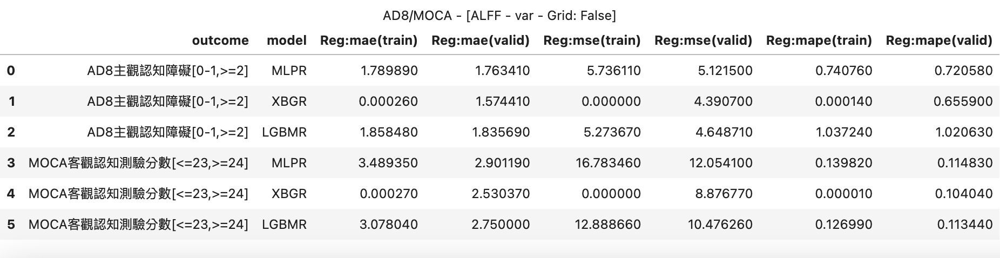 AD8/MOCA - [ALFF - var - Grid: False]
outcome model Reg:mae(train) Reg:mae(valid) Reg:mse(train) Reg:mse(valid) Reg:mape(train) Reg:mape(valid)
0 AD8主觀認知障礙[0-1,>=2] MLPR 1.789890 1.763410 5.736110 5.121500 0.740760 0.720580
1 AD8主觀認知障礙[0-1,>=2] XBGR 0.000260 1.574410 0.000000 4.390700 0.000140 0.655900
2 AD8主觀認知障礙[0-1,>=2] LGBMR 1.858480 1.835690 5.273670 4.648710 1.037240 1.020630
3 MOCA客觀認知測驗分數[<=23,>=24] MLPR 3.489350 2.901190 16.783460 12.054100 0.139820 0.114830
4 MOCA客觀認知測驗分數[<=23,>=24] XBGR 0.000270 2.530370 0.000000 8.876770 0.000010 0.104040
5 MOCA客觀認知測驗分數[<=23,>=24] LGBMR 3.078040 2.750000 12.888660 10.476260 0.126990 0.113440